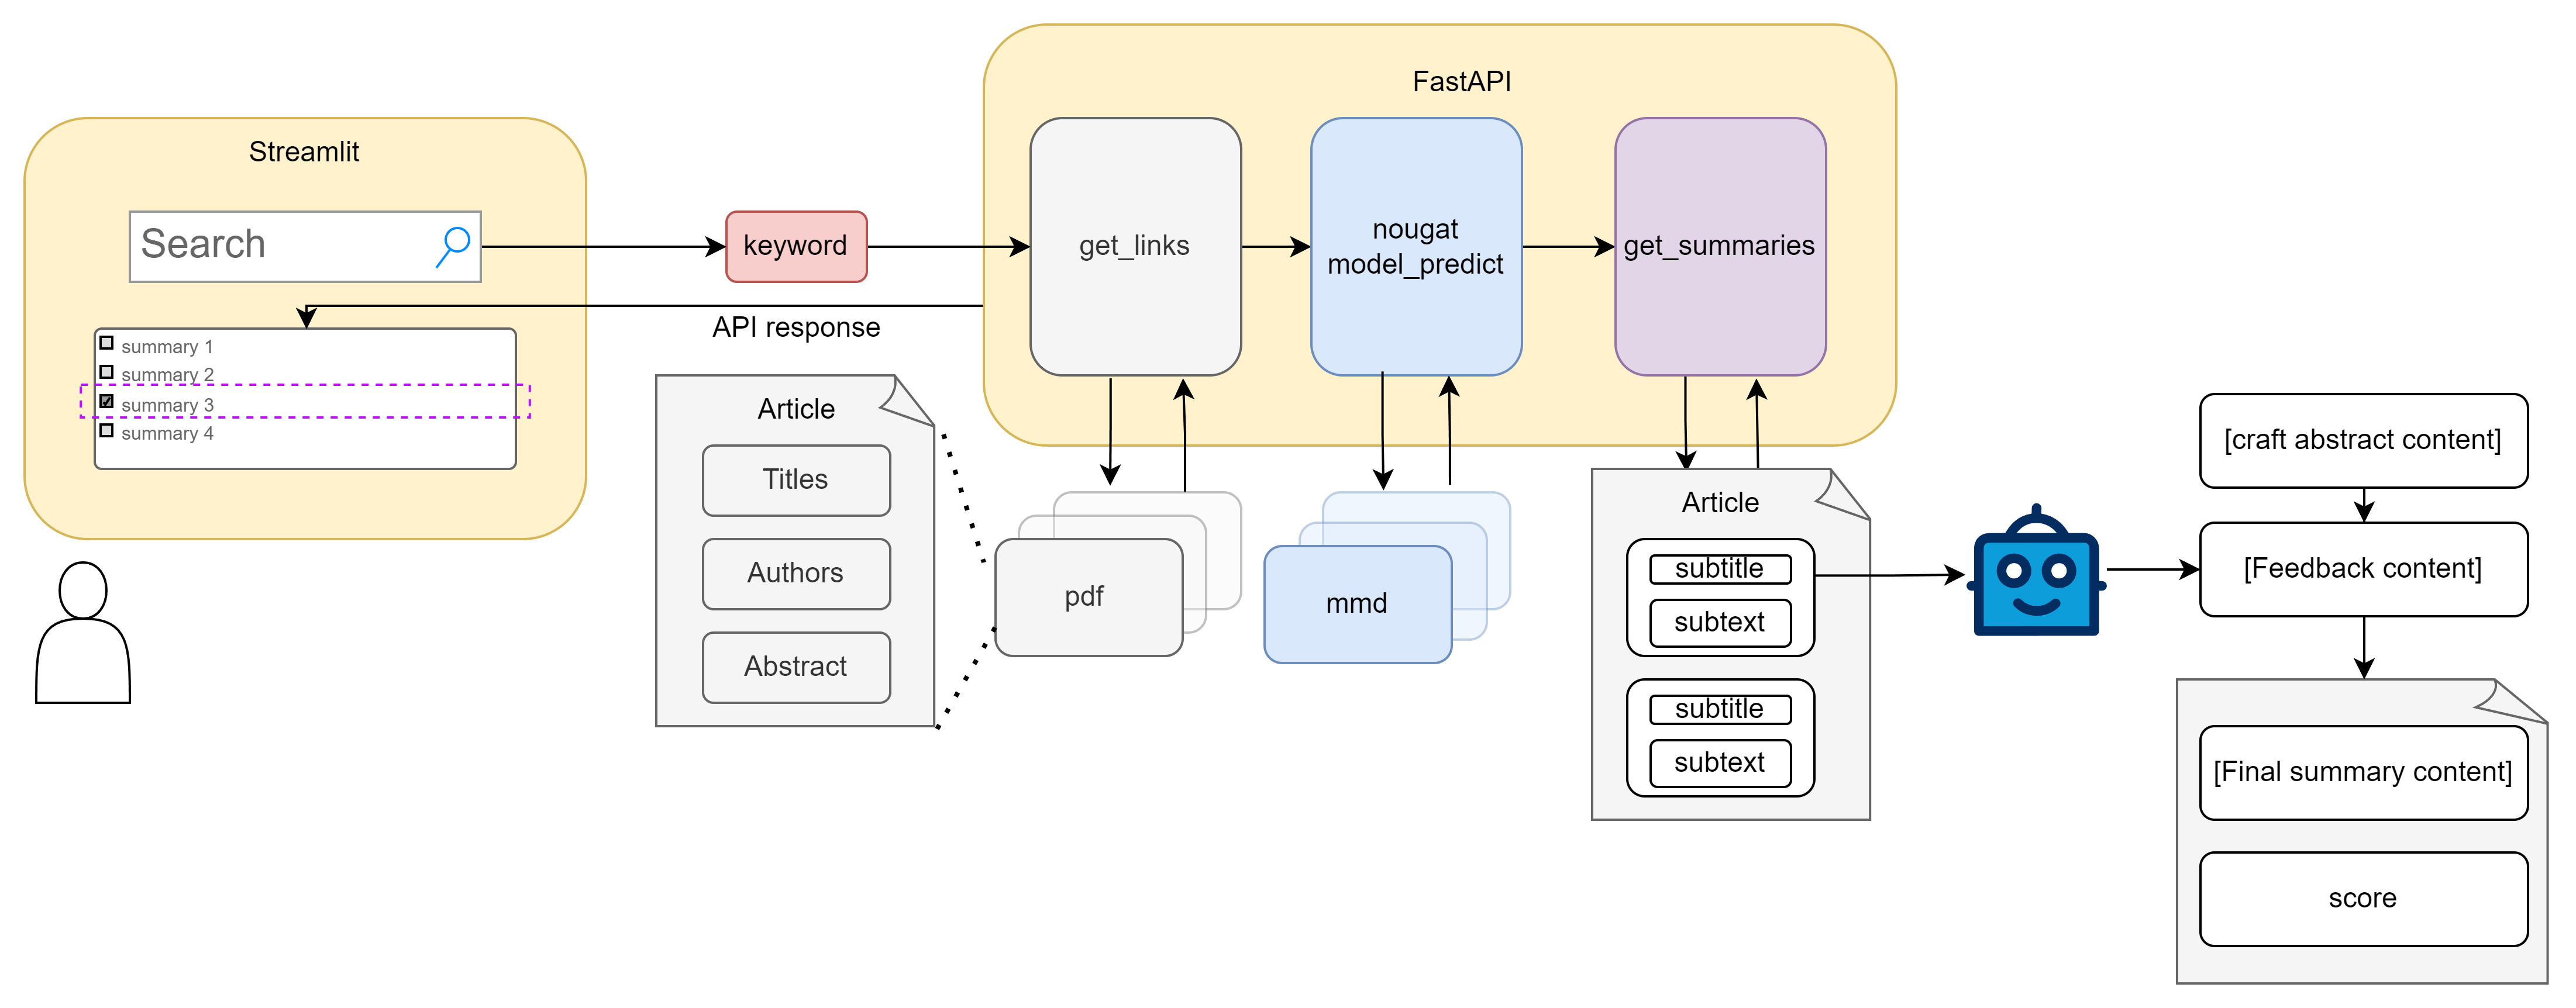 Streamlit
Search
summary 1
summary 2
summary 3
summary 4
keyword
API response
FastAPI
get_links
nougat
model_predict
get_summaries
Article
Titles
Authors
Abstract
pdf
mmd
Article
subtitle
subtext
subtitle
subtext
[craft abstract content]
[Feedback content]
[Final summary content]
score